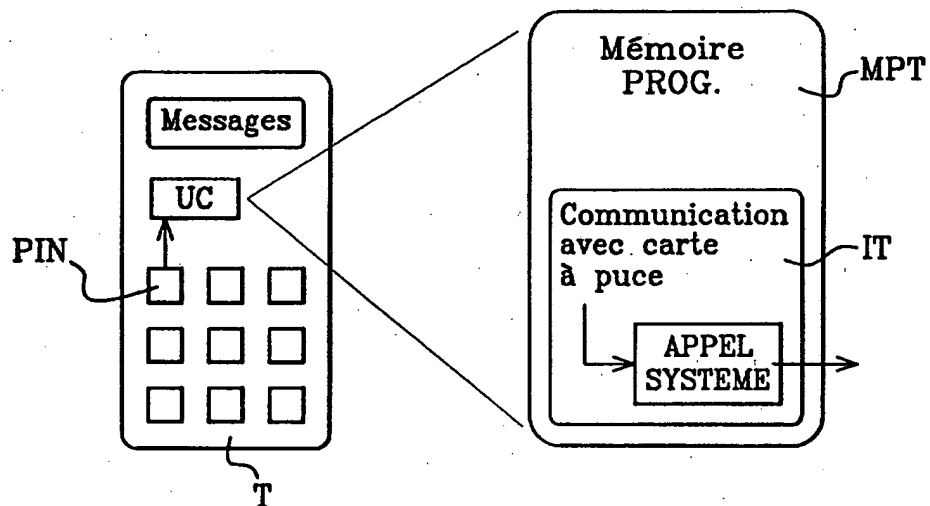 Messages
UC
PIN
T
Mémoire
PROG.
MPT
Communication
avec carte
à puce
IT
APPEL
SYSTEME